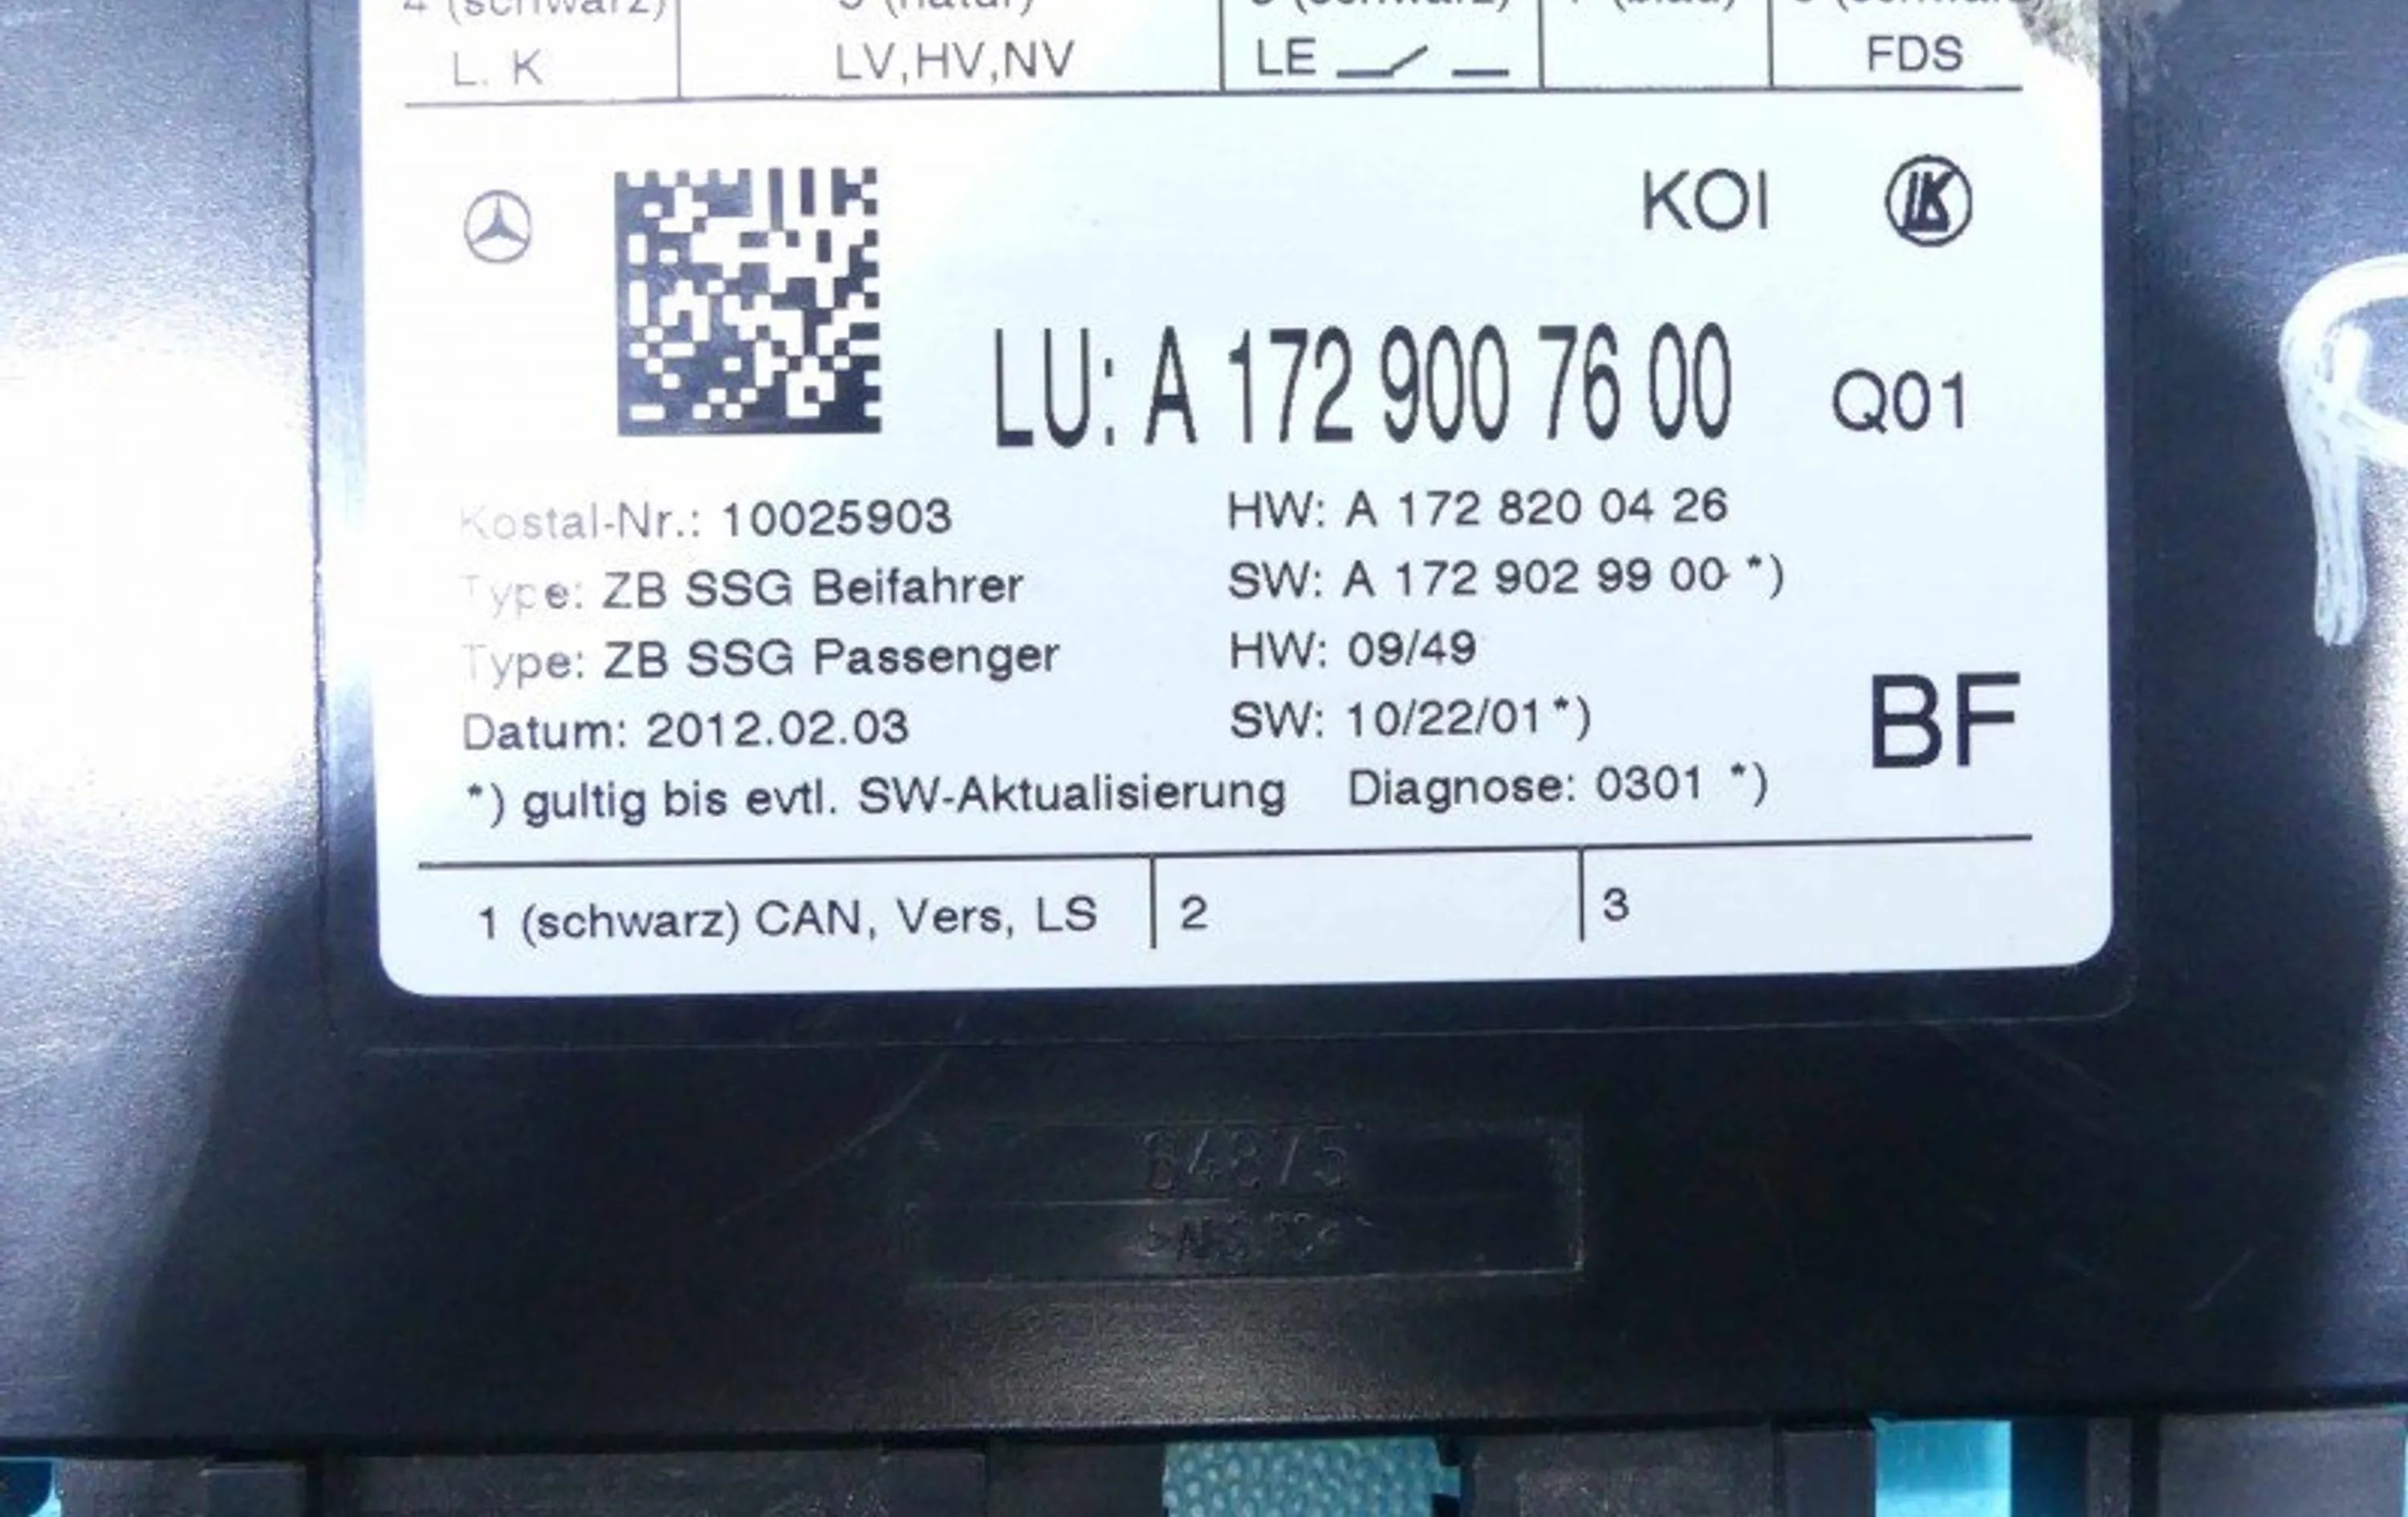 L. K LV,HV,NV LE FDS
KOI
LU: A 172 900 76 00 Q01
Kostal-Nr.: 10025903 HW: A 172 820 04 26
Type: ZB SSG Beifahrer SW: A 172 902 99 00 *)
Type: ZB SSG Passenger HW: 09/49
Datum: 2012.02.03 SW: 10/22/01*)
BF
*) gultig bis evtl. SW-Aktualisierung Diagnose: 0301 *)
1 (schwarz) CAN, Vers, LS 2 3